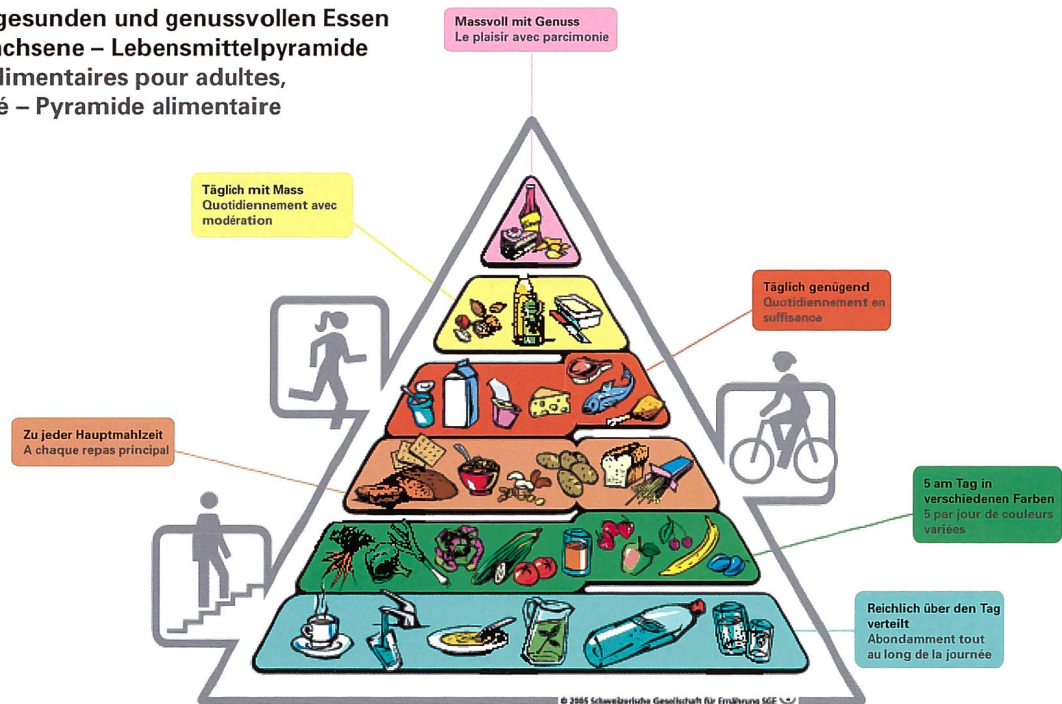 gesunden und genussvollen Essen
achsene – Lebensmittelpyramide
limentaires pour adultes,
é – Pyramide alimentaire
Massvoll mit Genuss
Le plaisir avec parcimonie
Täglich mit Mass
Quotidiennement avec
modération
Täglich genügend
Quotidiennement en
suffisance
Zu jeder Hauptmahlzeit
A chaque repas principal
5 am Tag in
verschiedenen Farben
5 par jour de couleurs
variées
Reichlich über den Tag
verteilt
Abondamment tout
au long de la journée
© 2005 Schweizerische Gesellschaft für Ernährung SGE